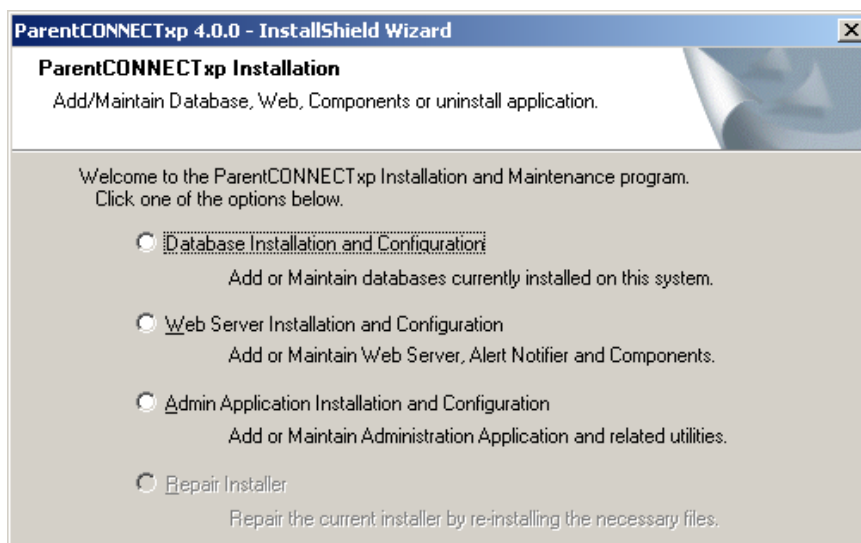 ParentCONNECTxp 4.0.0 - InstallShield Wizard
ParentCONNECTxp Installation
Add/Maintain Database, Web, Components or uninstall application.
Welcome to the ParentCONNECTxp Installation and Maintenance program.
Click one of the options below.
Database Installation and Configuration
Add or Maintain databases currently installed on this system.
Web Server Installation and Configuration
Add or Maintain Web Server, Alert Notifier and Components.
Admin Application Installation and Configuration
Add or Maintain Administration Application and related utilities.
Repair Installer
Repair the current installer by re-installing the necessary files.